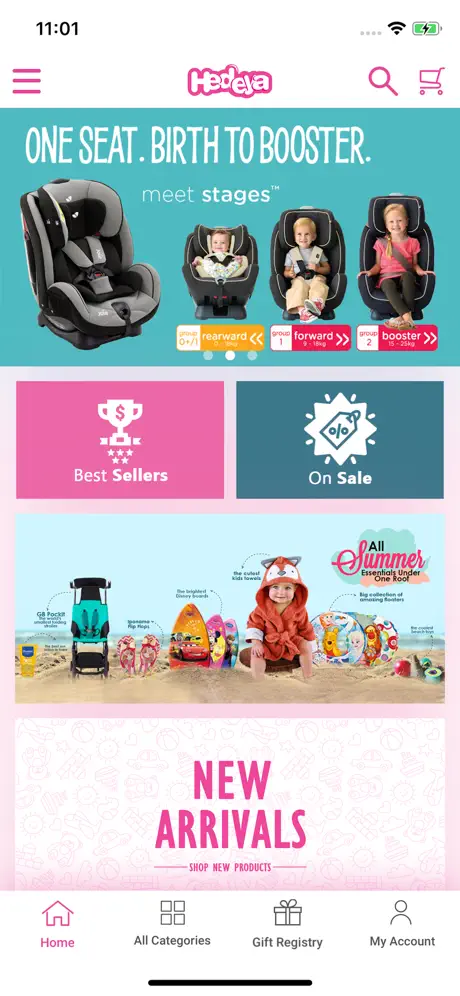 11:01
Hedeya
ONE SEAT. BIRTH TO BOOSTER.
meet stages™
group 0+/1 rearward
group 1 forward 9 - 18kg
group 2 booster 15 - 25kg
Best Sellers
On Sale
All
Summer
Essentials Under
One Roof
the cutest
kids towels
Big collection of
amazing floaters
The brightest
Disney boards
GB Pockit
The world's
smallest folding
stroller
Ipanema
flip flops
the coolest
beach toys
NEW
ARRIVALS
SHOP NEW PRODUCTS
Home
All Categories
Gift Registry
My Account